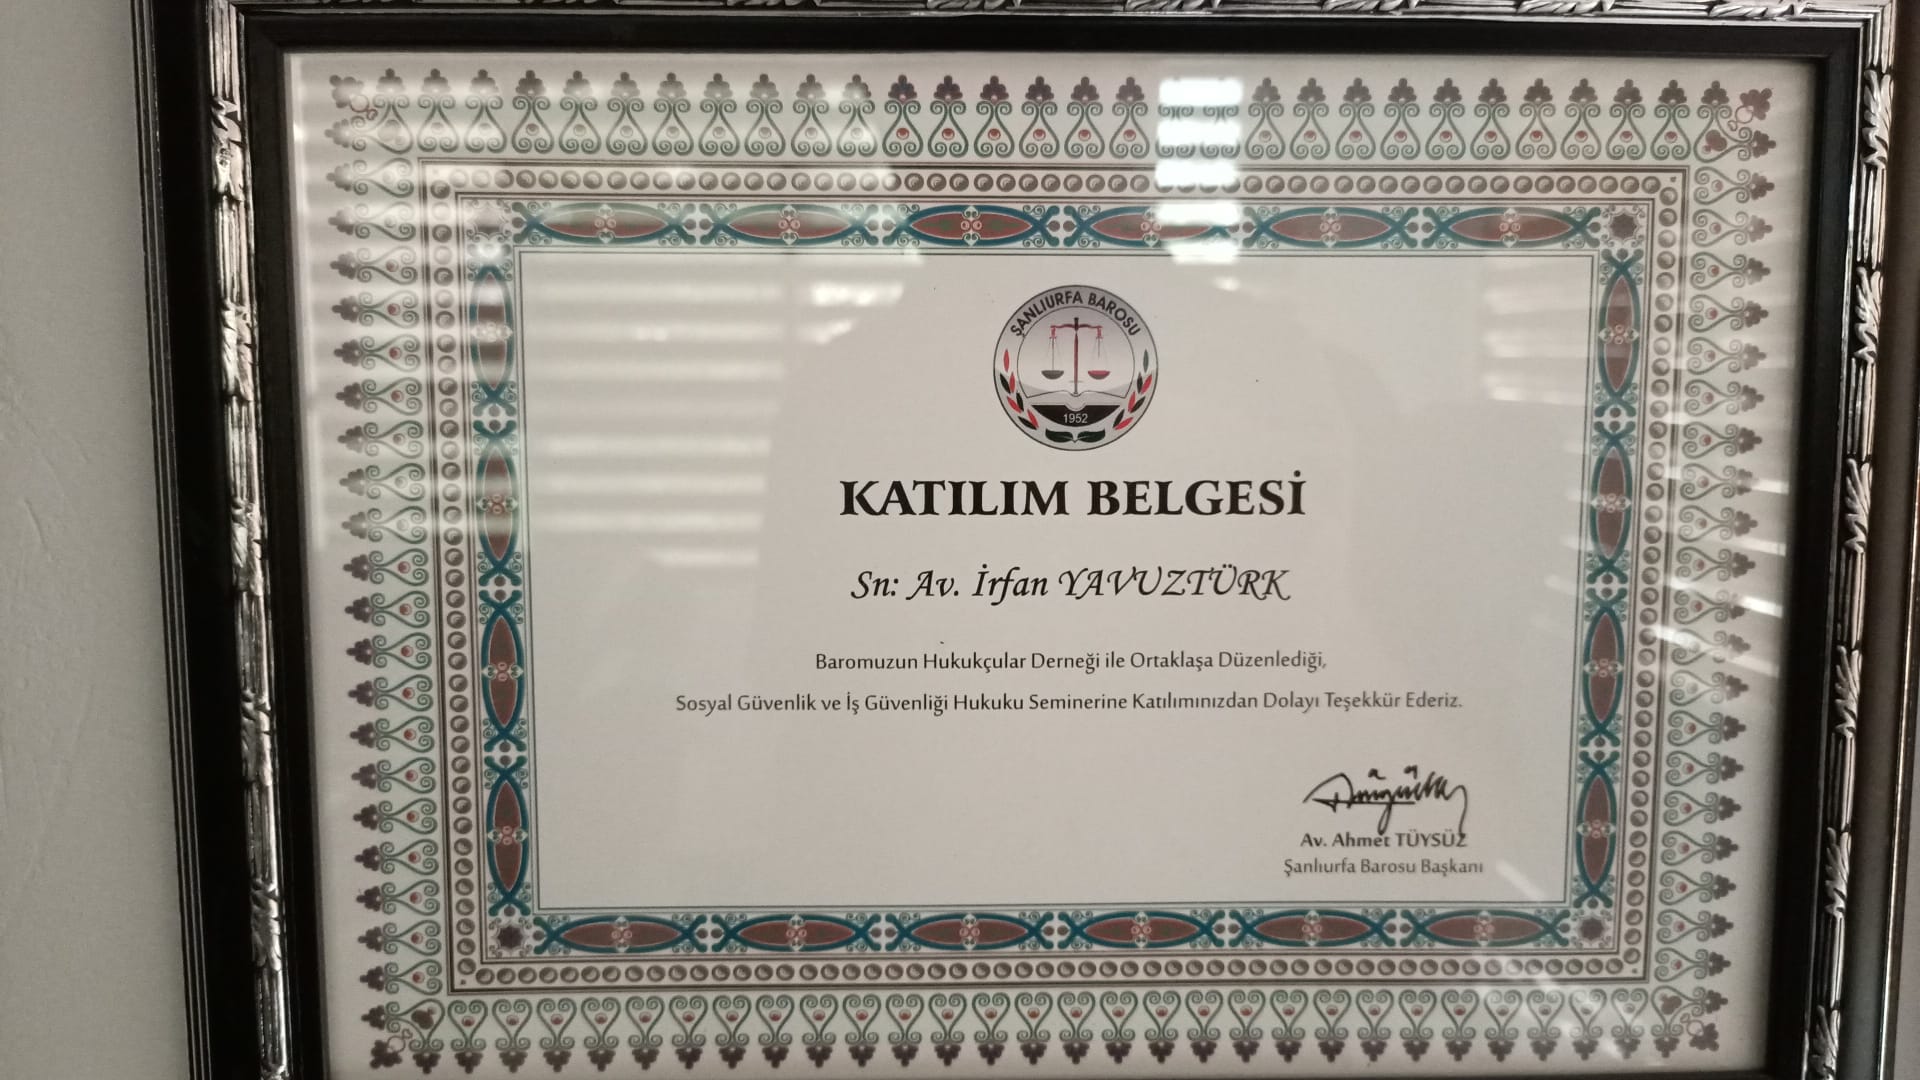 ŞANLIURFA BAROSU
1952
KATILIM BELGESİ
Sn: Av. İrfan YAVUZTÜRK
Baromuzun Hukukçular Derneği ile Ortaklaşa Düzenlediği,
Sosyal Güvenlik ve İş Güvenliği Hukuku Seminerine Katılımınızdan Dolayı Teşekkür Ederiz.
Av. Ahmet TÜYSÜZ
Şanlıurfa Barosu Başkanı